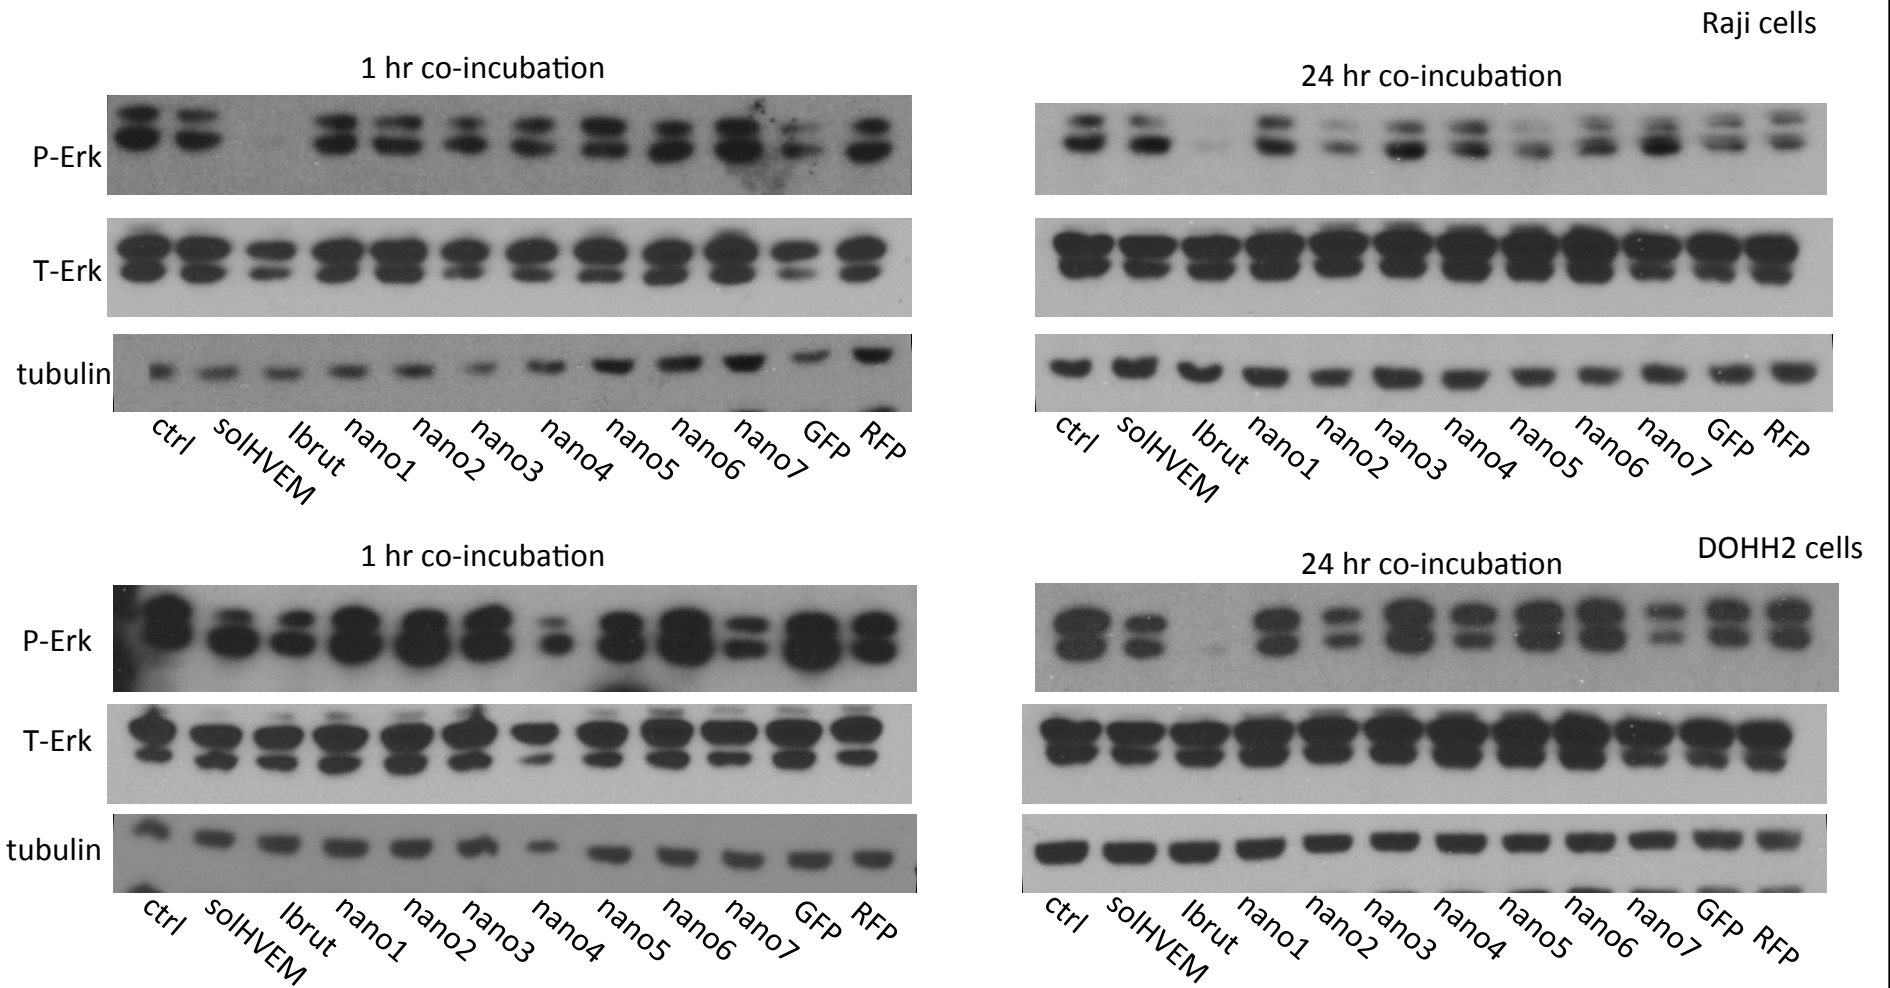 Raji cells
1 hr co-incubation
24 hr co-incubation
P-Erk
T-Erk
tubulin
ctrl solHVEM Ibrut nano1 nano2 nano3 nano4 nano5 nano6 nano7 GFP RFP
ctrl solHVEM Ibrut nano1 nano2 nano3 nano4 nano5 nano6 nano7 GFP RFP
DOHH2 cells
1 hr co-incubation
24 hr co-incubation
P-Erk
T-Erk
tubulin
ctrl solHVEM Ibrut nano1 nano2 nano3 nano4 nano5 nano6 nano7 GFP RFP
ctrl solHVEM Ibrut nano1 nano2 nano3 nano4 nano5 nano6 nano7 GFP RFP